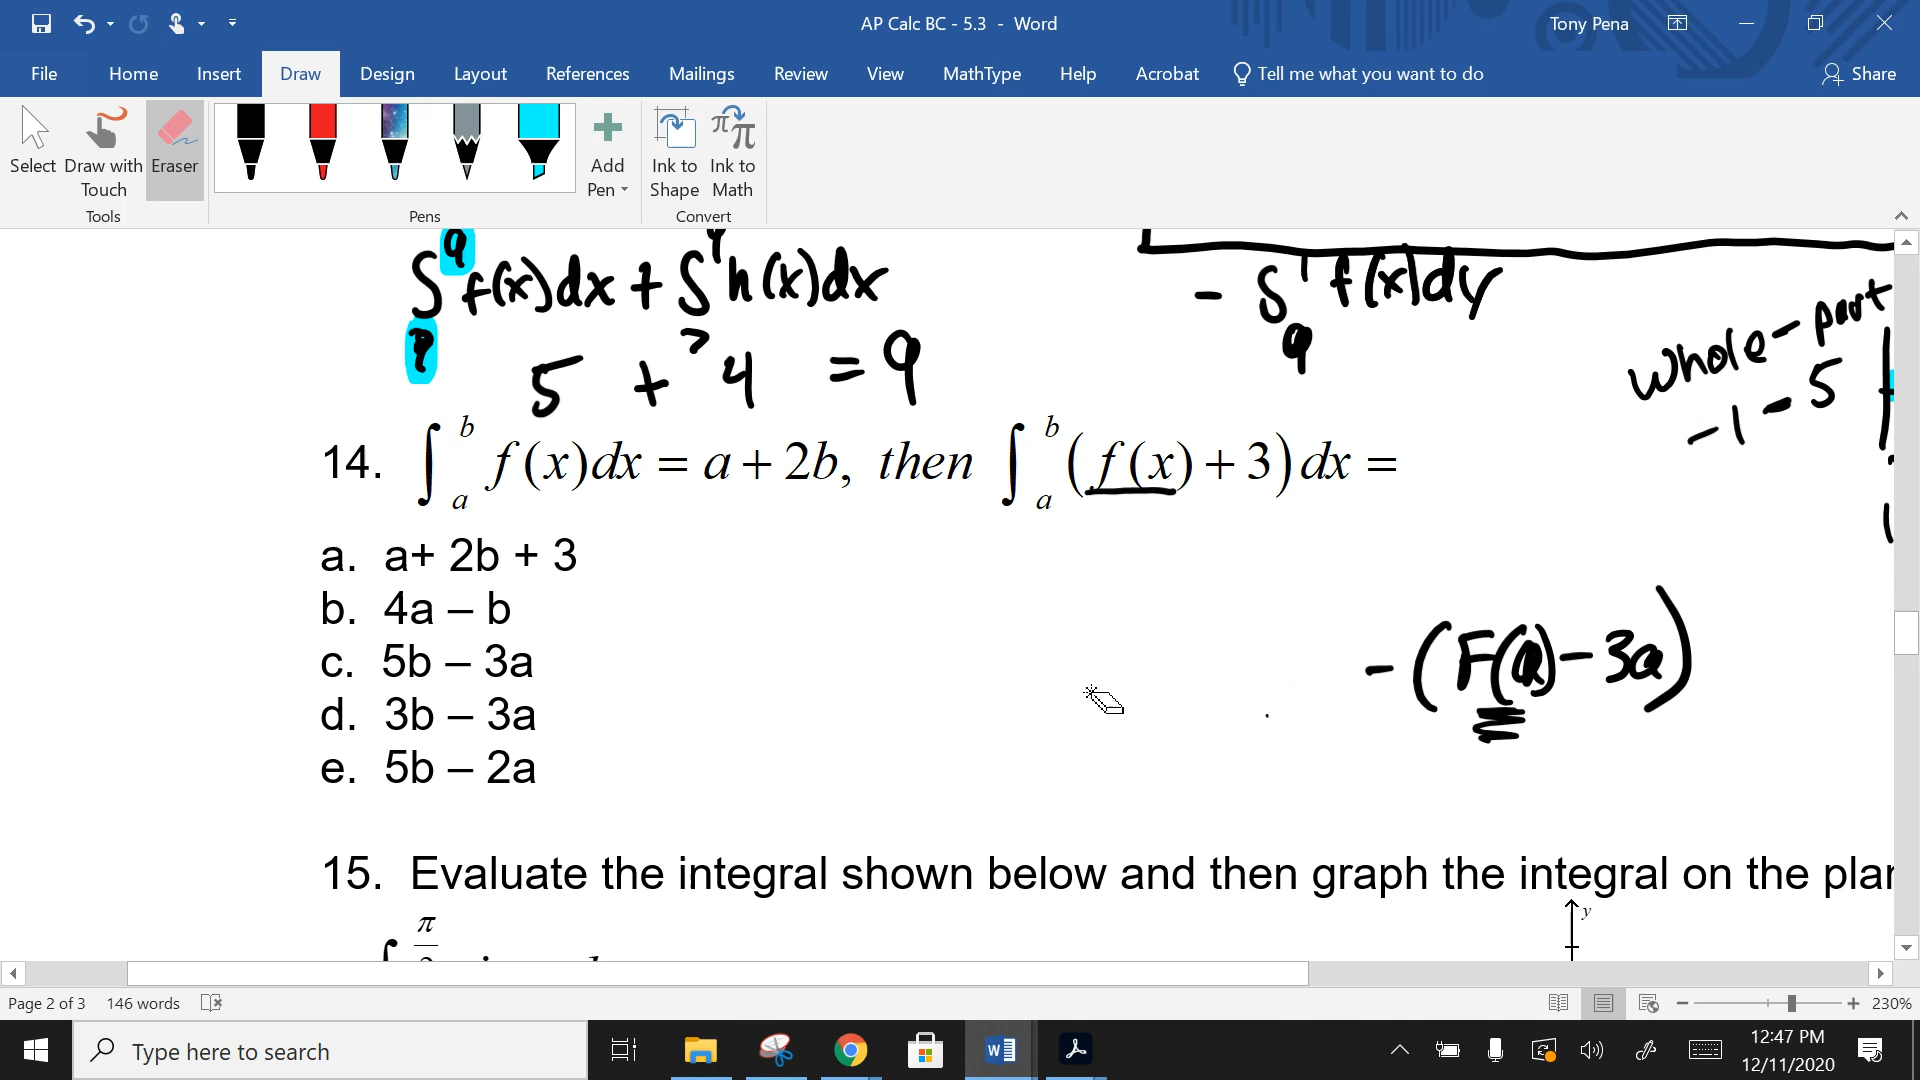 AP Calc BC - 5.3 - Word
Tony Pena
File Home Insert Draw Design Layout References Mailings Review View MathType Help Acrobat Tell me what you want to do Share
Select Draw with Touch Eraser Add Pen Ink to Shape Ink to Math
Tools Pens Convert
∫ f(x)dx + ∫ h(x)dx
- ∫ f(x)dy
9
5 + 4 = 9
whole - part
-1 - 5
14. ∫_a^b f(x)dx = a + 2b, then ∫_a^b (f(x) + 3)dx =
a. a+ 2b + 3
b. 4a – b
c. 5b – 3a
d. 3b – 3a
e. 5b – 2a
- (F(a) - 3a)
15. Evaluate the integral shown below and then graph the integral on the
π
y
Page 2 of 3 146 words 230%
Type here to search
12:47 PM
12/11/2020